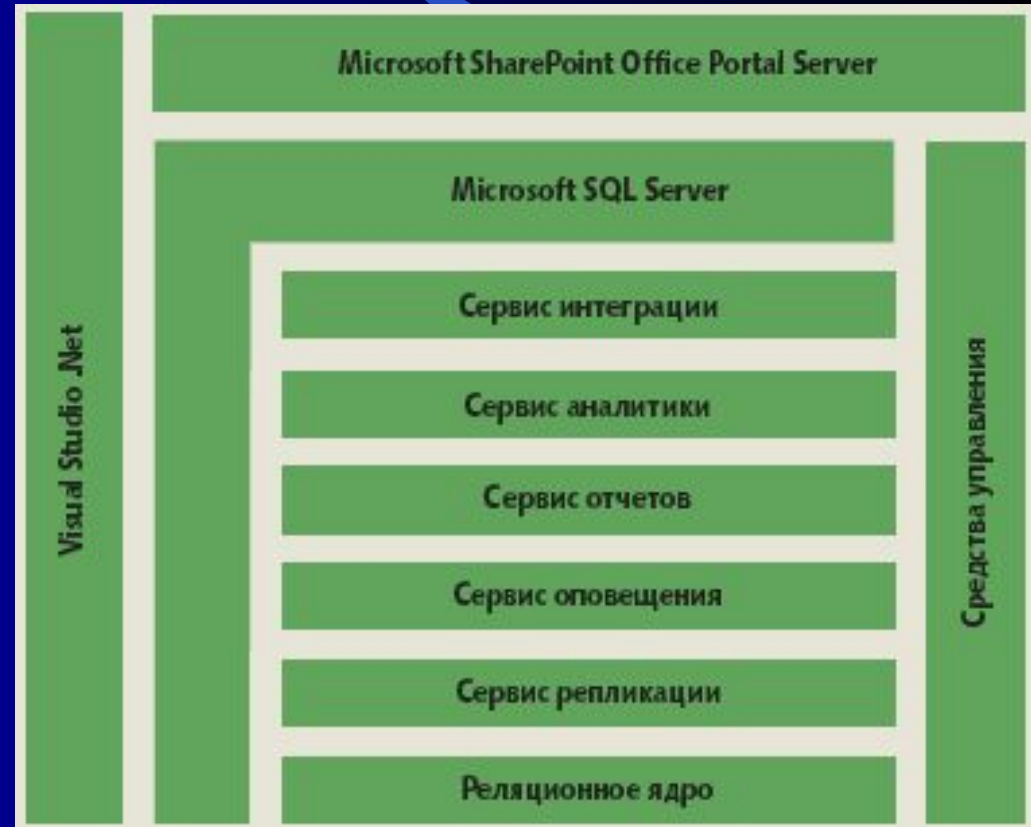 Microsoft SharePoint Office Portal Server
Microsoft SQL Server
Сервис интеграции
Сервис аналитики
Сервис отчетов
Сервис оповещения
Сервис репликации
Реляционное ядро
Visual Studio .Net
Средства управления